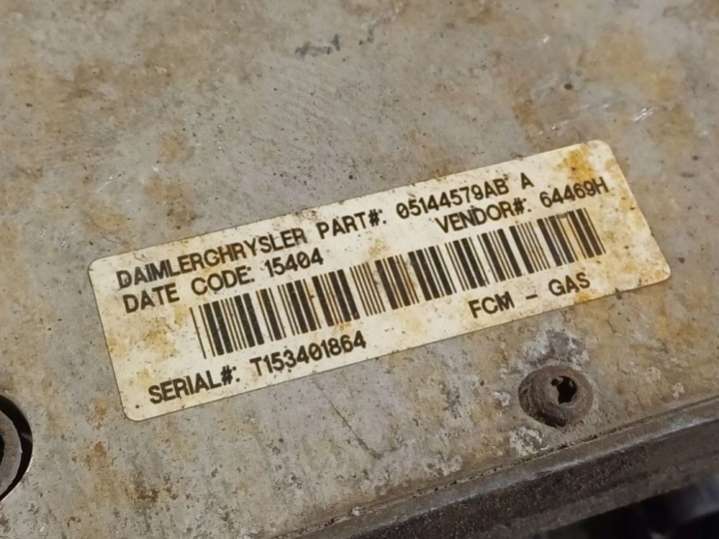 DAIMLERCHRYSLER PART#: 05144579AB A
DATE CODE: 15404 VENDOR#: 64469H
FCM - GAS
SERIAL#: T153401864